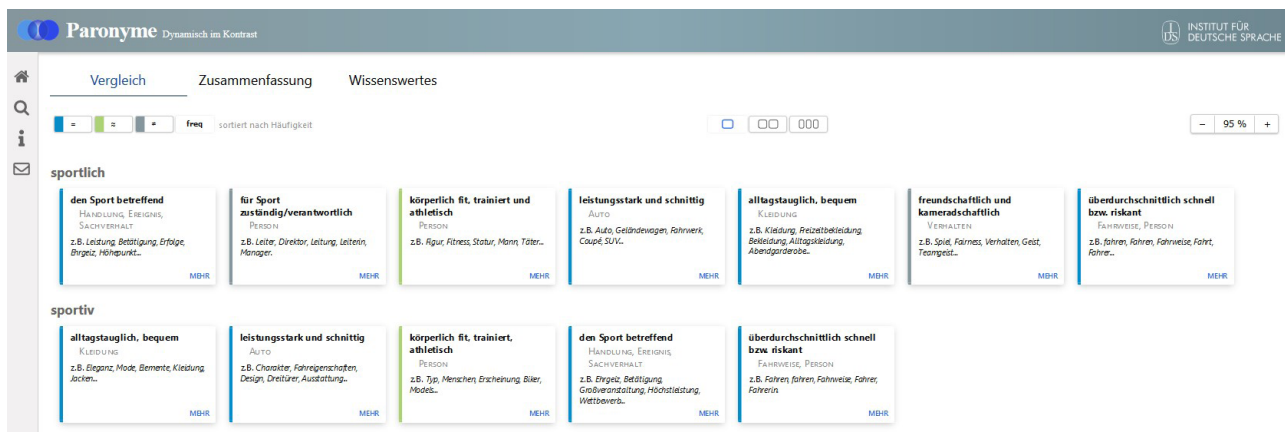 Paronyme Dynamisch im Kontrast
INSTITUT FÜR
DEUTSCHE SPRACHE
Vergleich Zusammenfassung Wissenswertes
= ≈ ≠ freq sortiert nach Häufigkeit
− 95 % +
sportlich
den Sport betreffend
HANDLUNG, EREIGNIS,
SACHVERHALT
z.B. Leistung, Betätigung, Erfolge,
Ehrgeiz, Höhepunkt...
MEHR
für Sport
zuständig/verantwortlich
PERSON
z.B. Leiter, Direktor, Leitung, Leiterin,
Manager.
MEHR
körperlich fit, trainiert und
athletisch
PERSON
z.B. Figur, Fitness, Statur, Mann, Täter...
MEHR
leistungsstark und schnittig
AUTO
z.B. Auto, Geländewagen, Fahrwerk,
Coupé, SUV...
MEHR
alltagstauglich, bequem
KLEIDUNG
z.B. Kleidung, Freizeitbekleidung,
Bekleidung, Alltagskleidung,
Abendgarderobe...
MEHR
freundschaftlich und
kameradschaftlich
VERHALTEN
z.B. Spiel, Fairness, Verhalten, Geist,
Teamgeist...
MEHR
überdurchschnittlich schnell
bzw. riskant
FAHRWEISE, PERSON
z.B. fahren, Fahren, Fahrweise, Fahrt,
Fahrer...
MEHR
sportiv
alltagstauglich, bequem
KLEIDUNG
z.B. Eleganz, Mode, Elemente, Kleidung,
Jacken...
MEHR
leistungsstark und schnittig
AUTO
z.B. Charakter, Fahreigenschaften,
Design, Dreitürer, Ausstattung...
MEHR
körperlich fit, trainiert,
athletisch
PERSON
z.B. Typ, Menschen, Erscheinung, Biker,
Models...
MEHR
den Sport betreffend
HANDLUNG, EREIGNIS,
SACHVERHALT
z.B. Ehrgeiz, Betätigung,
Großveranstaltung, Höchstleistung,
Wettbewerb...
MEHR
überdurchschnittlich schnell
bzw. riskant
FAHRWEISE, PERSON
z.B. Fahren, fahren, Fahrweise, Fahrer,
Fahrerin.
MEHR